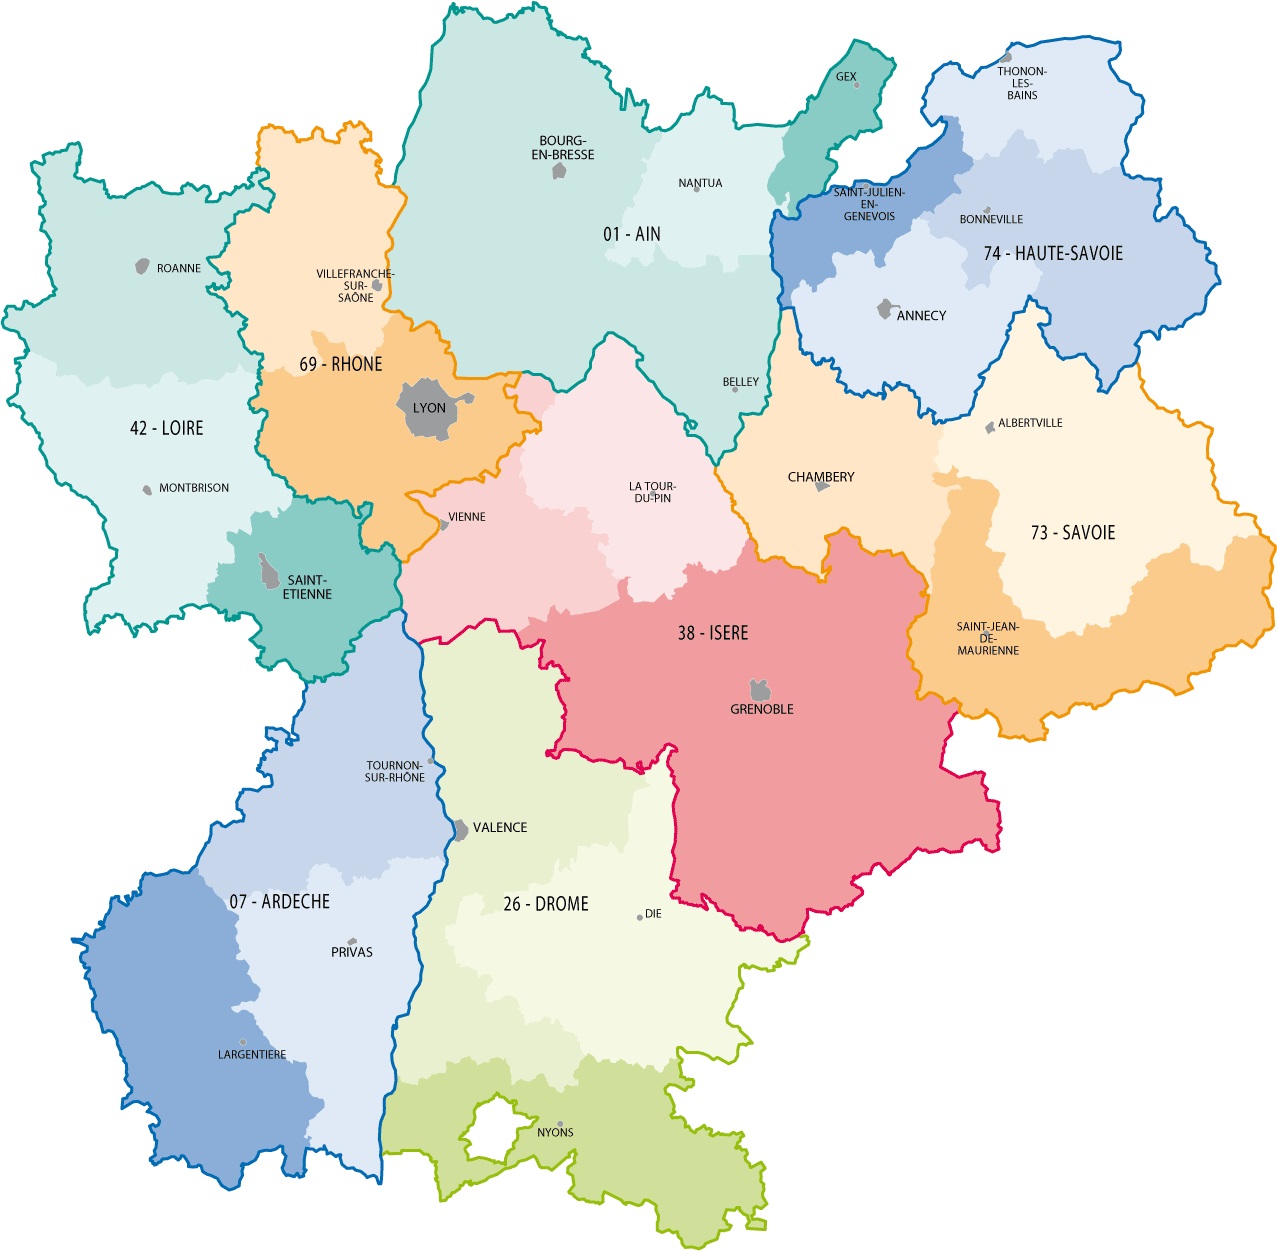 THONON-
LES-
BAINS
GEX
BOURG-
EN-BRESSE
NANTUA
SAINT-JULIEN-
EN-
GENEVOIS
BONNEVILLE
01 - AIN
74 - HAUTE-SAVOIE
ROANNE
VILLEFRANCHE-
SUR-
SAÔNE
ANNECY
69 - RHONE
BELLEY
LYON
42 - LOIRE
ALBERTVILLE
CHAMBERY
MONTBRISON
LA TOUR-
DU-PIN
VIENNE
73 - SAVOIE
SAINT-
ETIENNE
38 - ISERE
SAINT-JEAN-
DE-
MAURIENNE
GRENOBLE
TOURNON-
SUR-RHÔNE
VALENCE
07 - ARDECHE
26 - DROME
DIE
PRIVAS
LARGENTIERE
NYONS